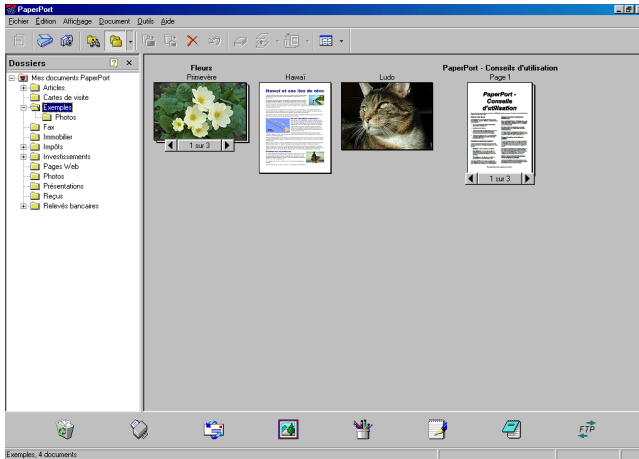 PaperPort
Fichier Édition Affichage Document Outils Aide
Dossiers
Mes documents PaperPort
Articles
Cartes de visite
Exemples
Photos
Fax
Immobilier
Impôts
Investissements
Pages Web
Photos
Présentations
Reçus
Relevés bancaires
Fleurs
Primevère
1 sur 3
Hawaï
Hawaï et ses îles de rêve
Ludo
PaperPort - Conseils d'utilisation
Page 1
PaperPort -
Conseils
d'utilisation
1 sur 3
FTP
Exemples, 4 documents